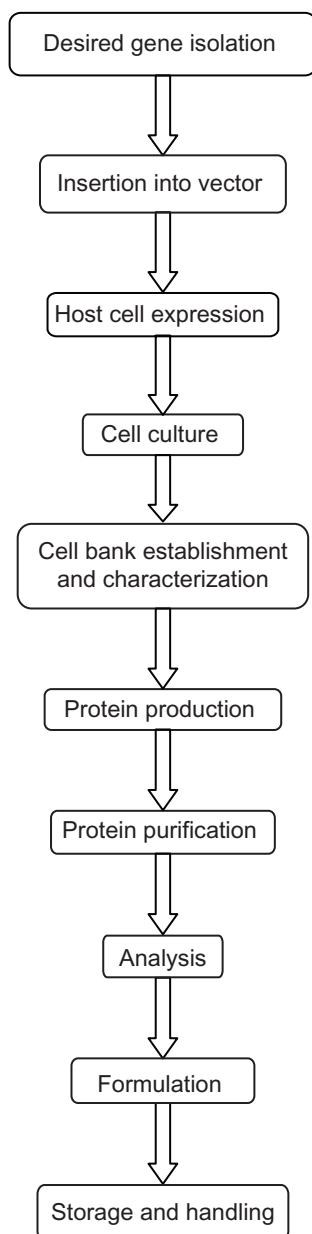 Desired gene isolation
Insertion into vector
Host cell expression
Cell culture
Cell bank establishment
and characterization
Protein production
Protein purification
Analysis
Formulation
Storage and handling